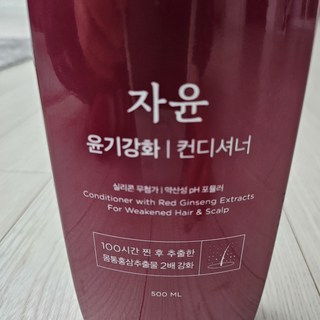 자윤
윤기강화 | 컨디셔너
실리콘 무첨가 | 약산성 pH 포뮬러
Conditioner with Red Ginseng Extracts
For Weakened Hair & Scalp
100시간 찐 후 추출한
몸통홍삼추출물 2배 강화
500 ML